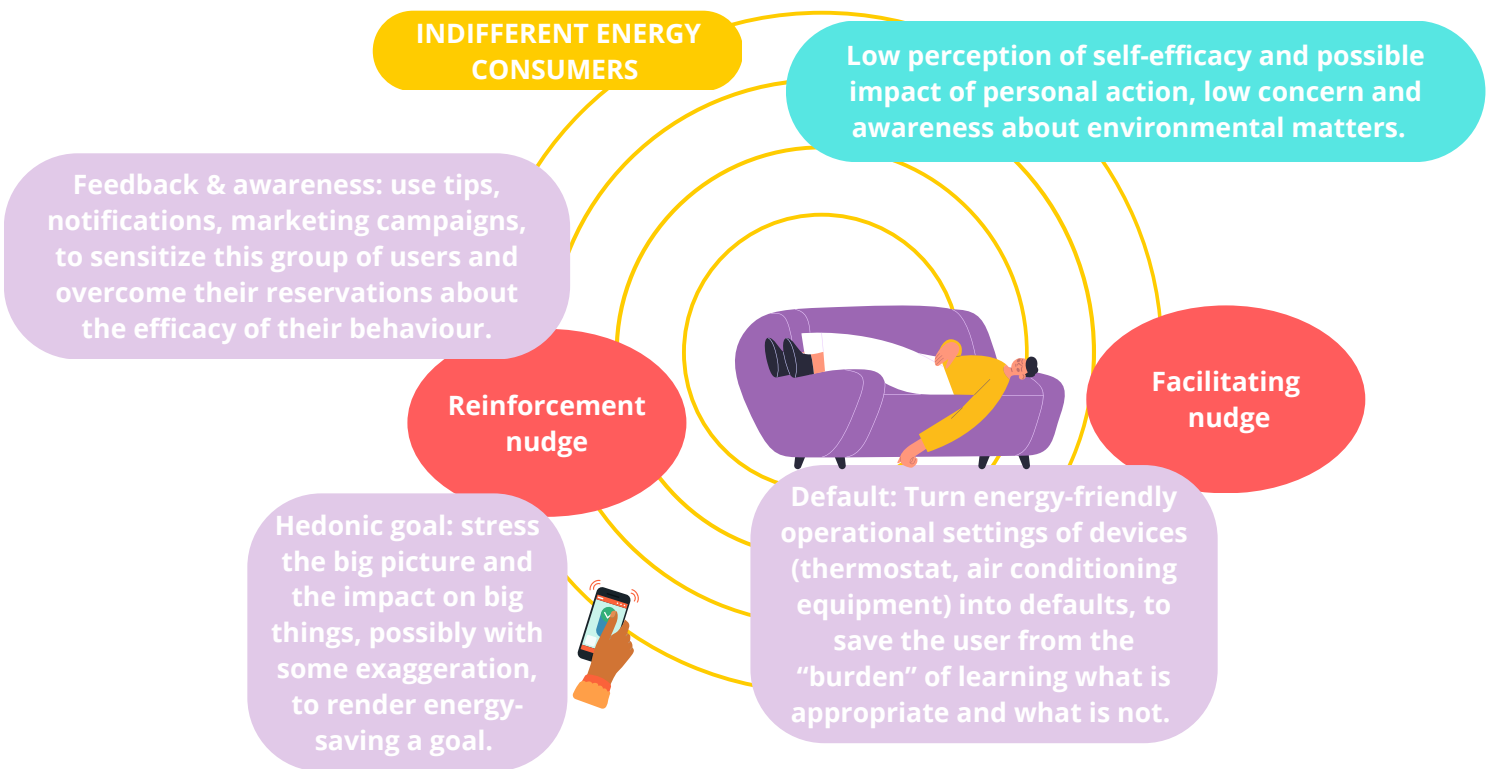 INDIFFERENT ENERGY
CONSUMERS
Low perception of self-efficacy and possible
impact of personal action, low concern and
awareness about environmental matters.
Feedback & awareness: use tips,
notifications, marketing campaigns,
to sensitize this group of users and
overcome their reservations about
the efficacy of their behaviour.
Reinforcement
nudge
Facilitating
nudge
Hedonic goal: stress
the big picture and
the impact on big
things, possibly with
some exaggeration,
to render energy-
saving a goal.
Default: Turn energy-friendly
operational settings of devices
(thermostat, air conditioning
equipment) into defaults, to
save the user from the
“burden” of learning what is
appropriate and what is not.